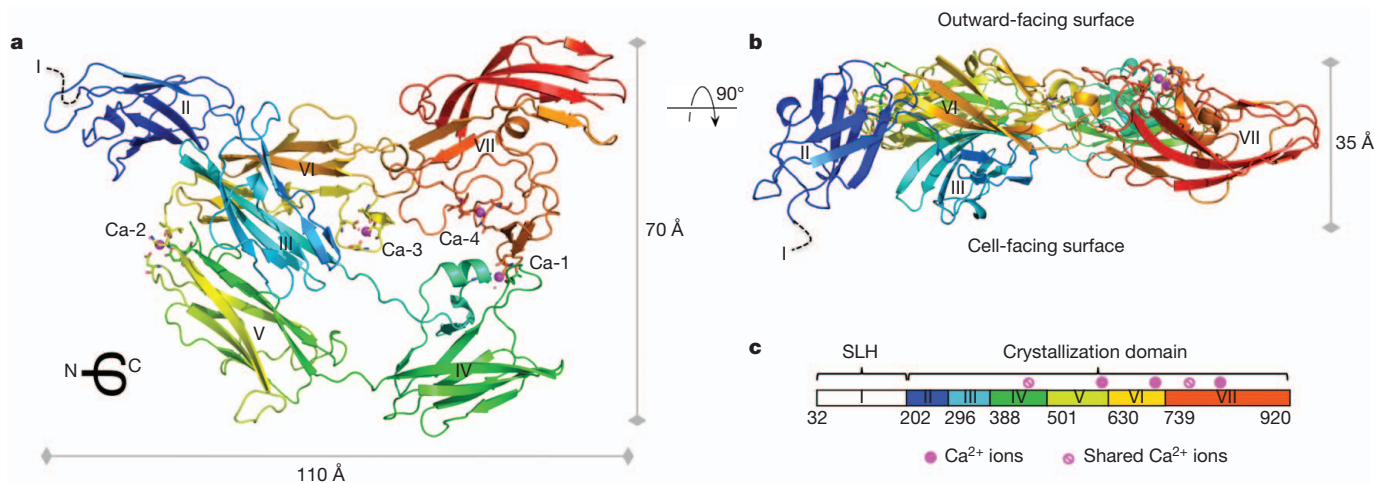 a
I
II
VI
VII
Ca-2
III
Ca-3
Ca-4
Ca-1
V
IV
N
C
70 Å
110 Å
90°
b
Outward-facing surface
II
VI
VII
III
I
35 Å
Cell-facing surface
c
SLH
Crystallization domain
I II III IV V VI VII
32 202 296 388 501 630 739 920
Ca²⁺ ions
Shared Ca²⁺ ions